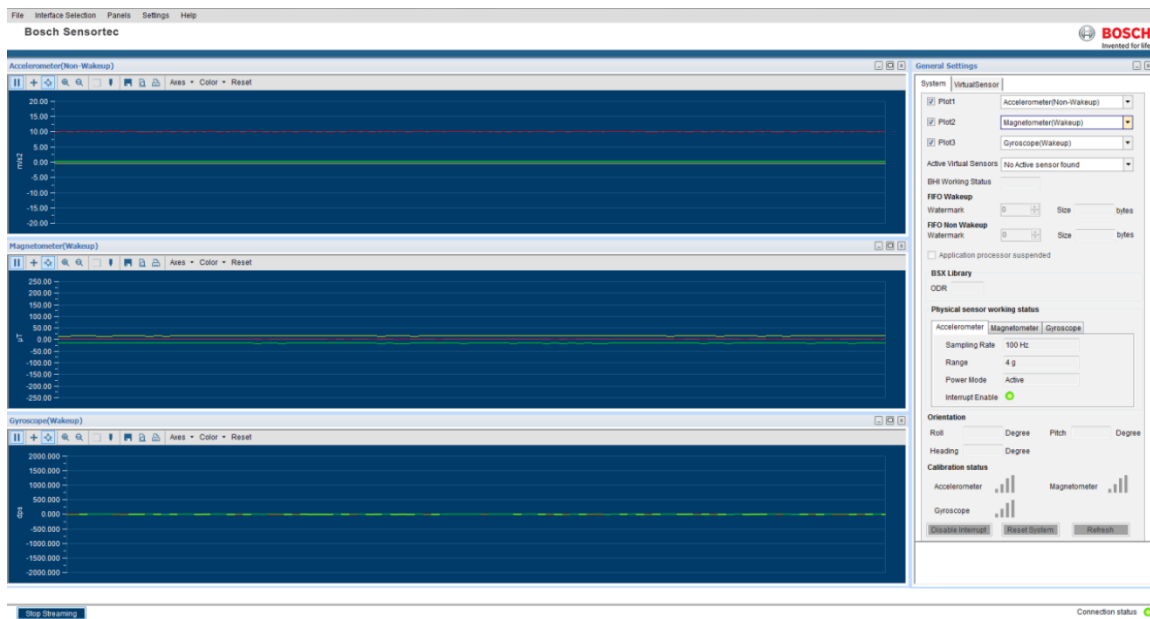 File Interface Selection Panels Settings Help
Bosch Sensortec
BOSCH
Invented for life
Accelerometer(Non-Wakeup)
Axes Color Reset
20.00
15.00
10.00
5.00
0.00
-5.00
-10.00
-15.00
-20.00
m/s2
Magnetometer(Wakeup)
Axes Color Reset
250.00
200.00
150.00
100.00
50.00
0.00
-50.00
-100.00
-150.00
-200.00
-250.00
µT
Gyroscope(Wakeup)
Axes Color Reset
2000.000
1500.000
1000.000
500.000
0.000
-500.000
-1000.000
-1500.000
-2000.000
dps
General Settings
System VirtualSensor
Plot1 Accelerometer(Non-Wakeup)
Plot2 Magnetometer(Wakeup)
Plot3 Gyroscope(Wakeup)
Active Virtual Sensors No Active sensor found
BHI Working Status
FIFO Wakeup
Watermark 0 Size bytes
FIFO Non Wakeup
Watermark 0 Size bytes
Application processor suspended
BSX Library
ODR
Physical sensor working status
Accelerometer Magnetometer Gyroscope
Sampling Rate 100 Hz
Range 4 g
Power Mode Active
Interrupt Enable
Orientation
Roll Degree Pitch Degree
Heading Degree
Calibration status
Accelerometer Magnetometer
Gyroscope
Disable Interrupt Reset System Refresh
Stop Streaming
Connection status